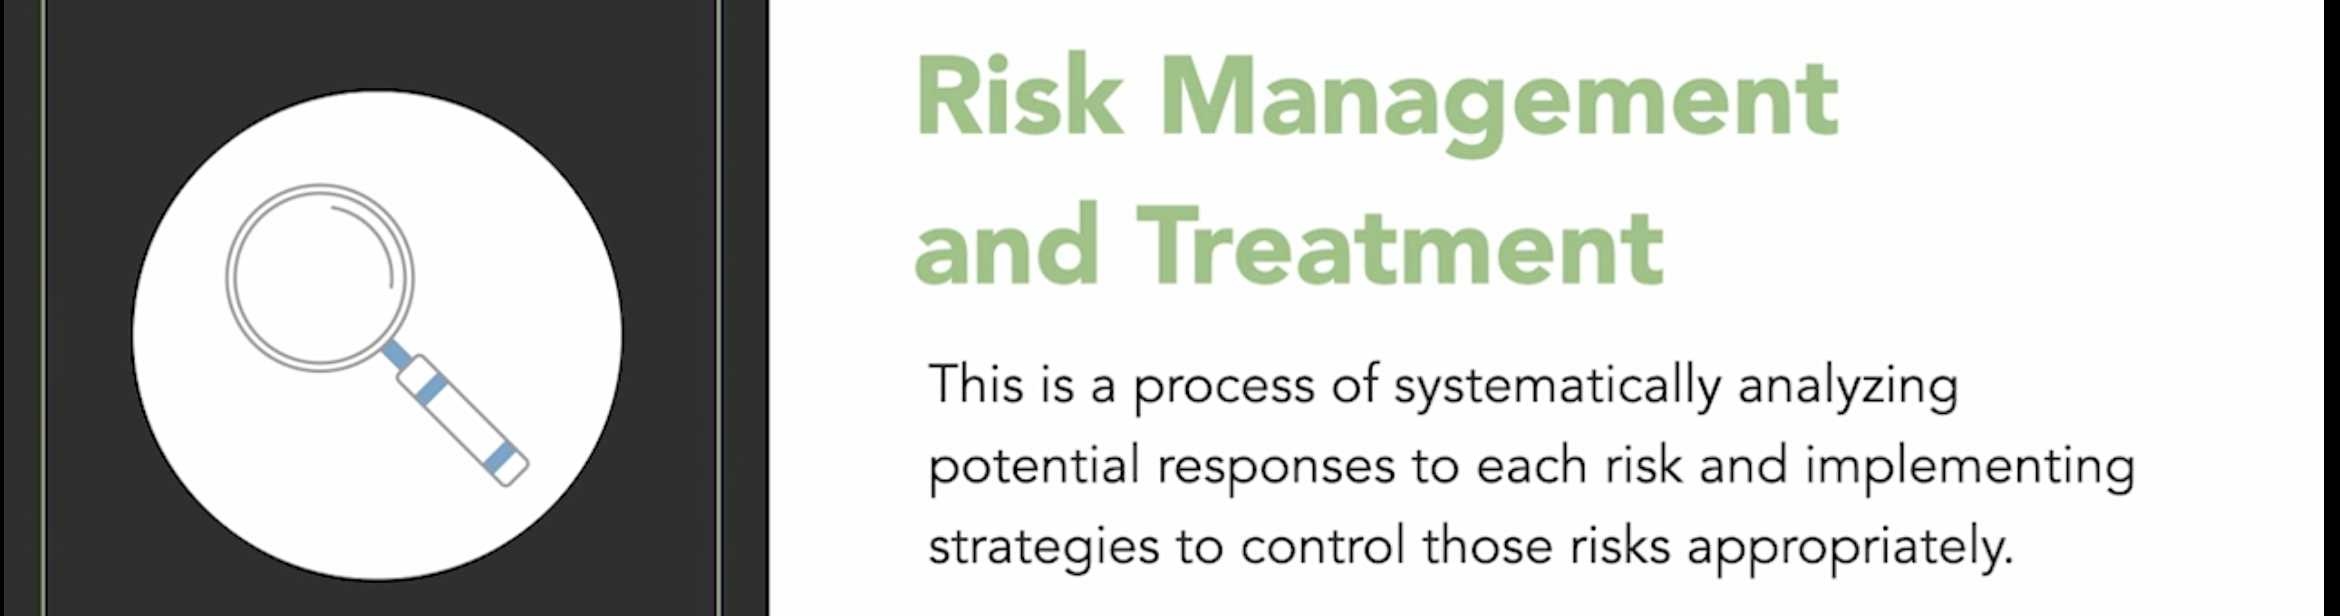 Risk Management
and Treatment
This is a process of systematically analyzing
potential responses to each risk and implementing
strategies to control those risks appropriately.